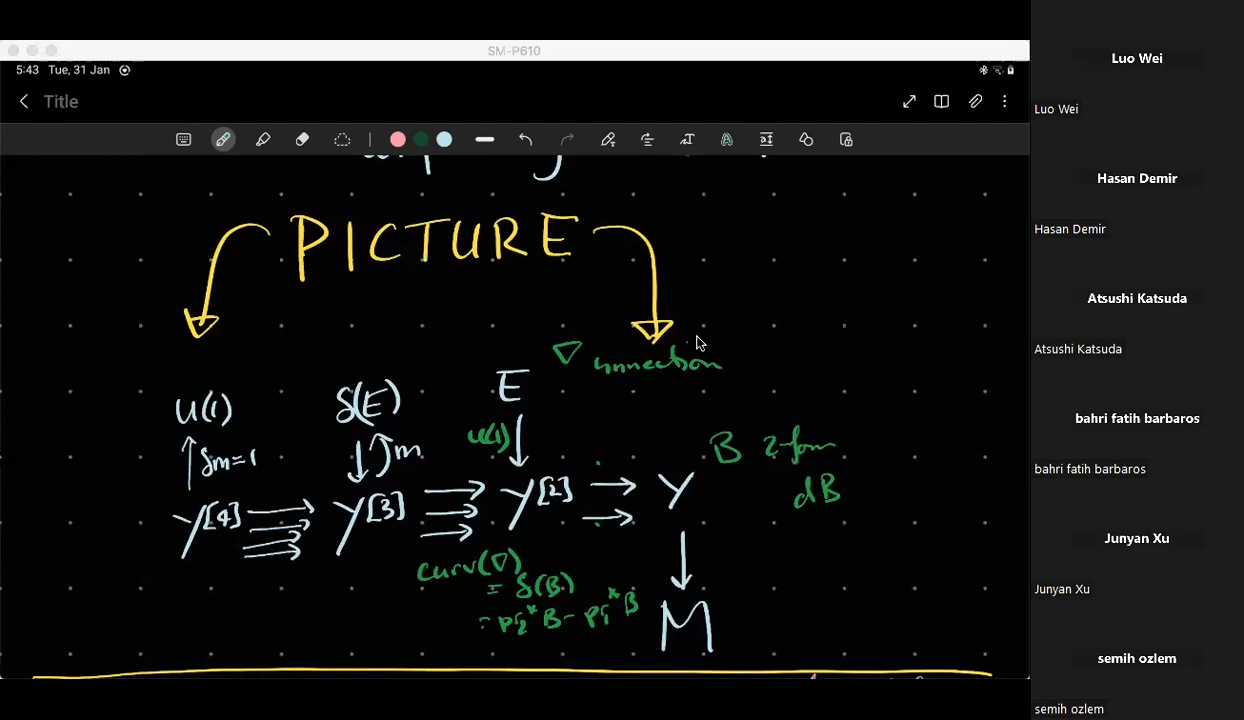 SM-P610
5:43 Tue, 31 Jan
Title
PICTURE
∇ connection
E
U(1)
δ(E)
δm=1
m
U(1)
B 2-form
dB
Y[4]
Y[3]
Y[2]
Y
curv(∇)
= δ(B)
= pr₂* B - pr₁* B
M
Luo Wei
Luo Wei
Hasan Demir
Hasan Demir
Atsushi Katsuda
Atsushi Katsuda
bahri fatih barbaros
bahri fatih barbaros
Junyan Xu
Junyan Xu
semih ozlem
semih ozlem